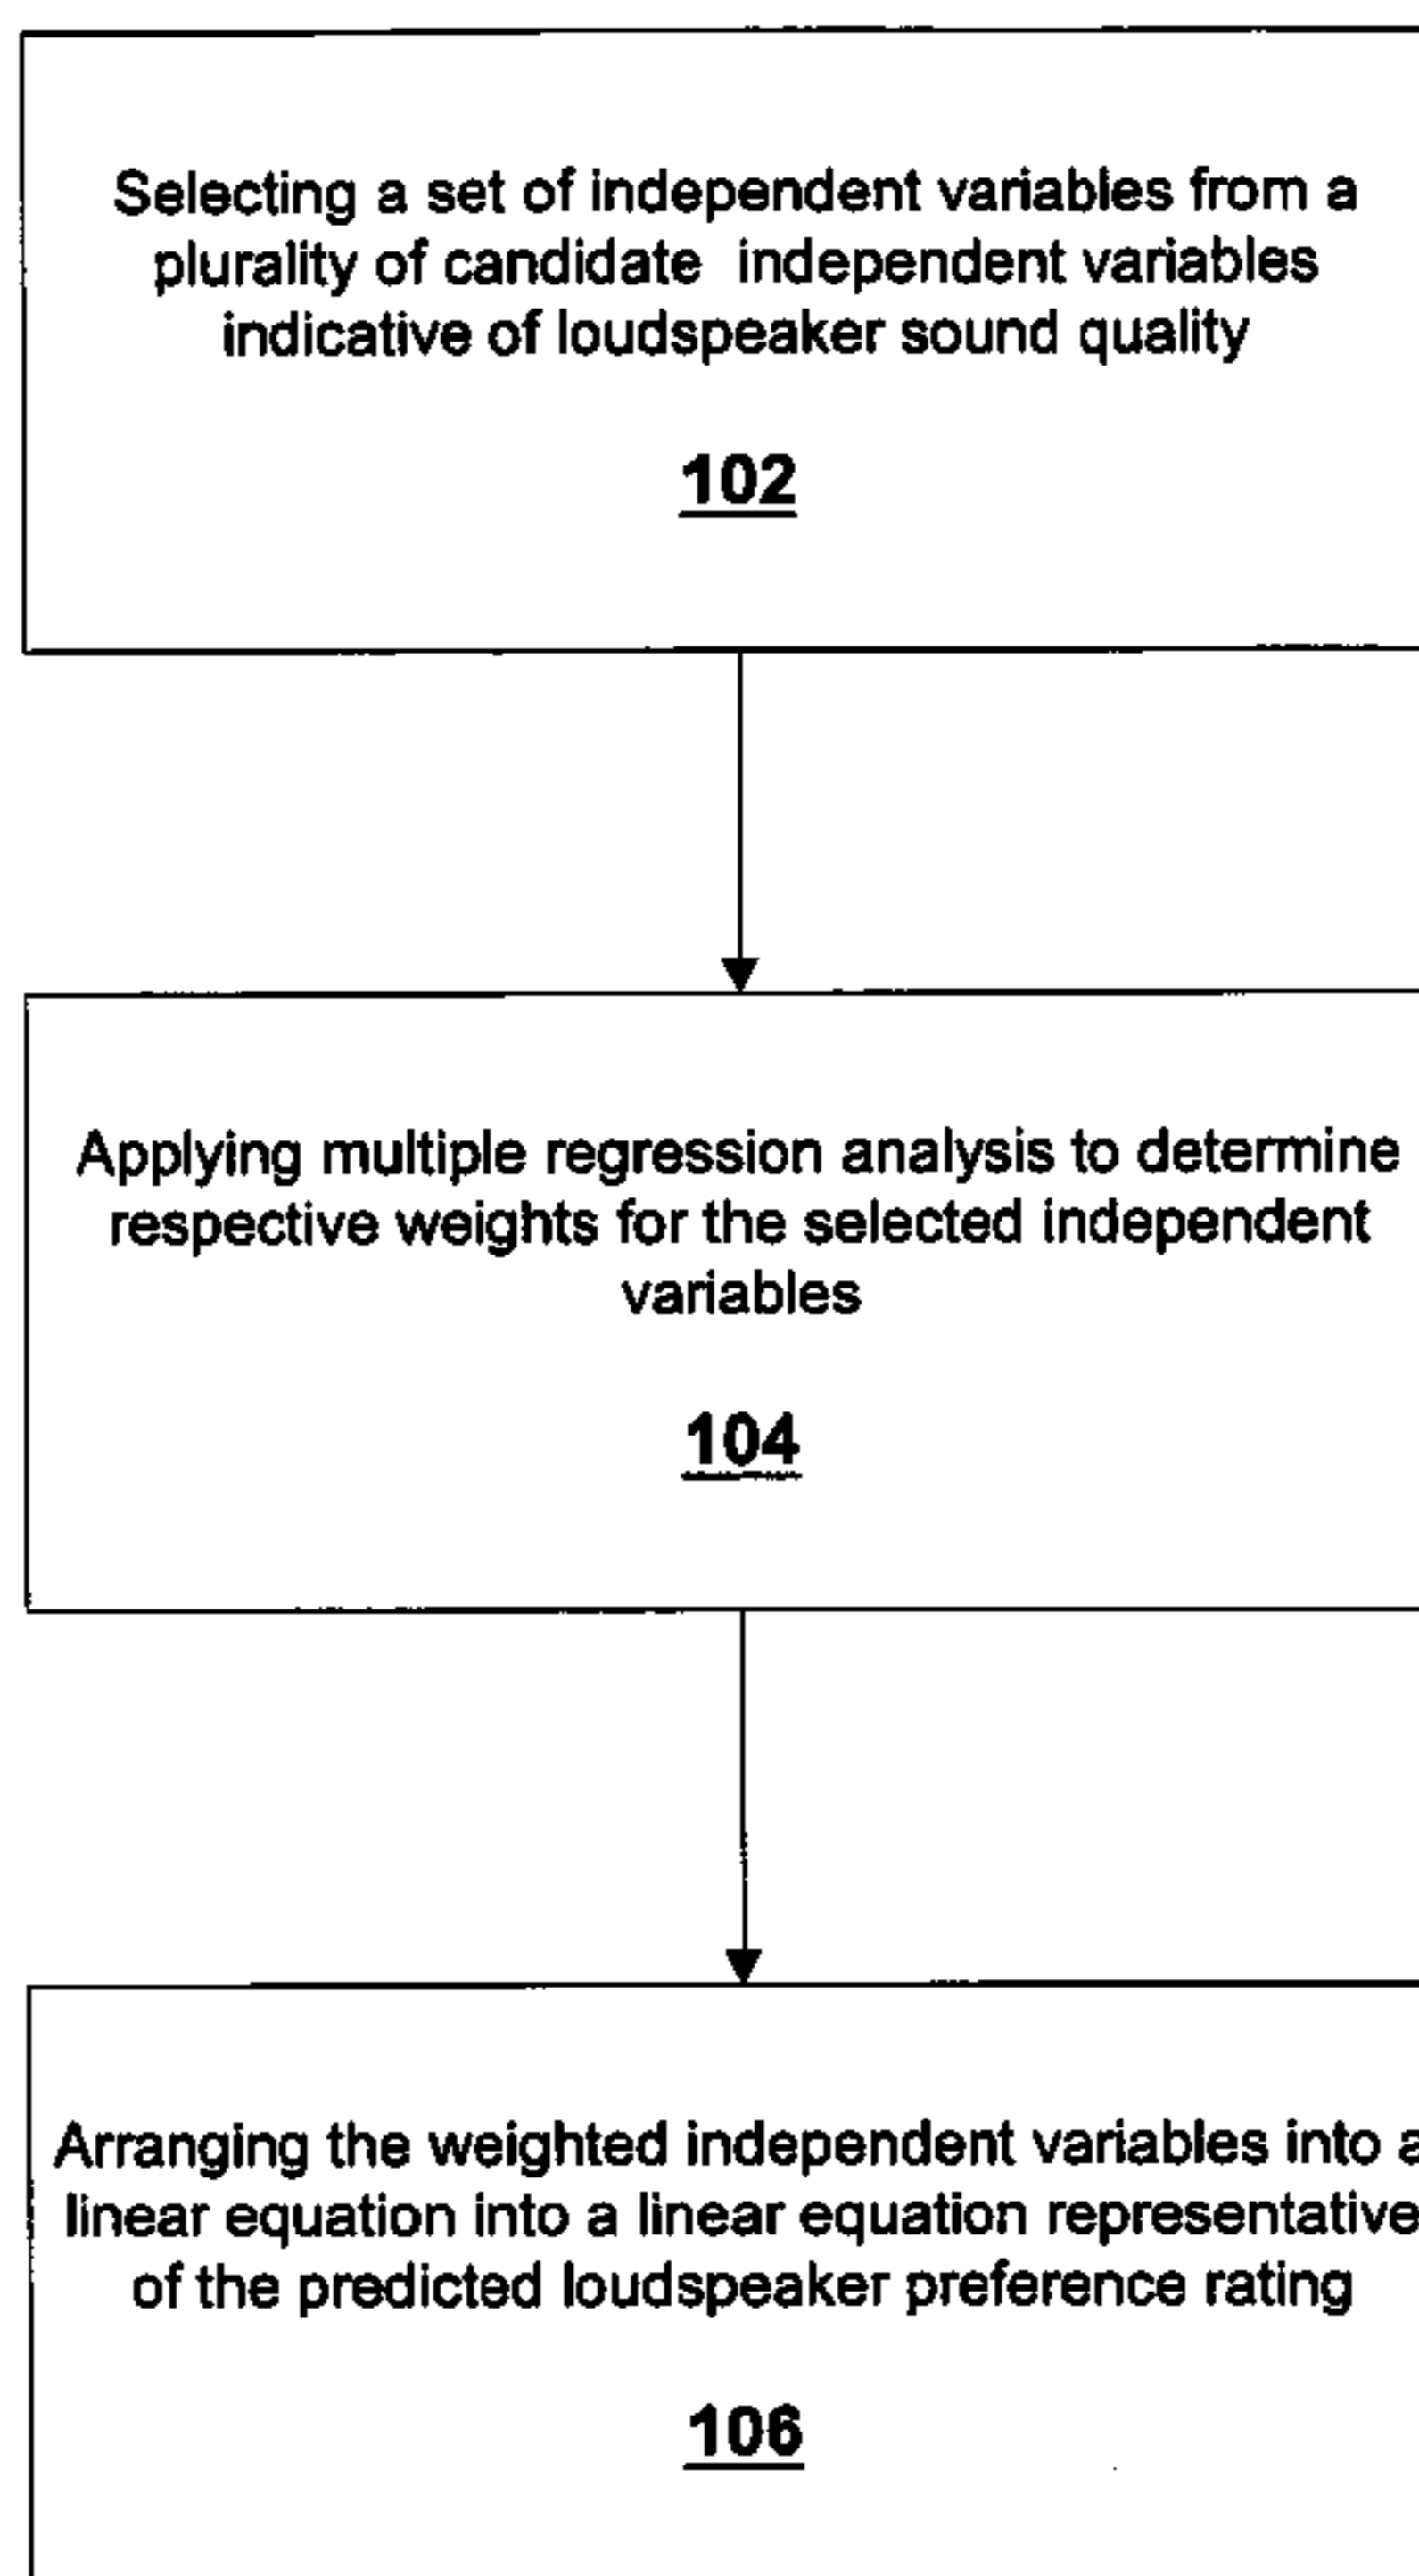 Selecting a set of independent variables from a
plurality of candidate independent variables
indicative of loudspeaker sound quality
102
Applying multiple regression analysis to determine
respective weights for the selected independent
variables
104
Arranging the weighted independent variables into a
linear equation into a linear equation representative
of the predicted loudspeaker preference rating
106